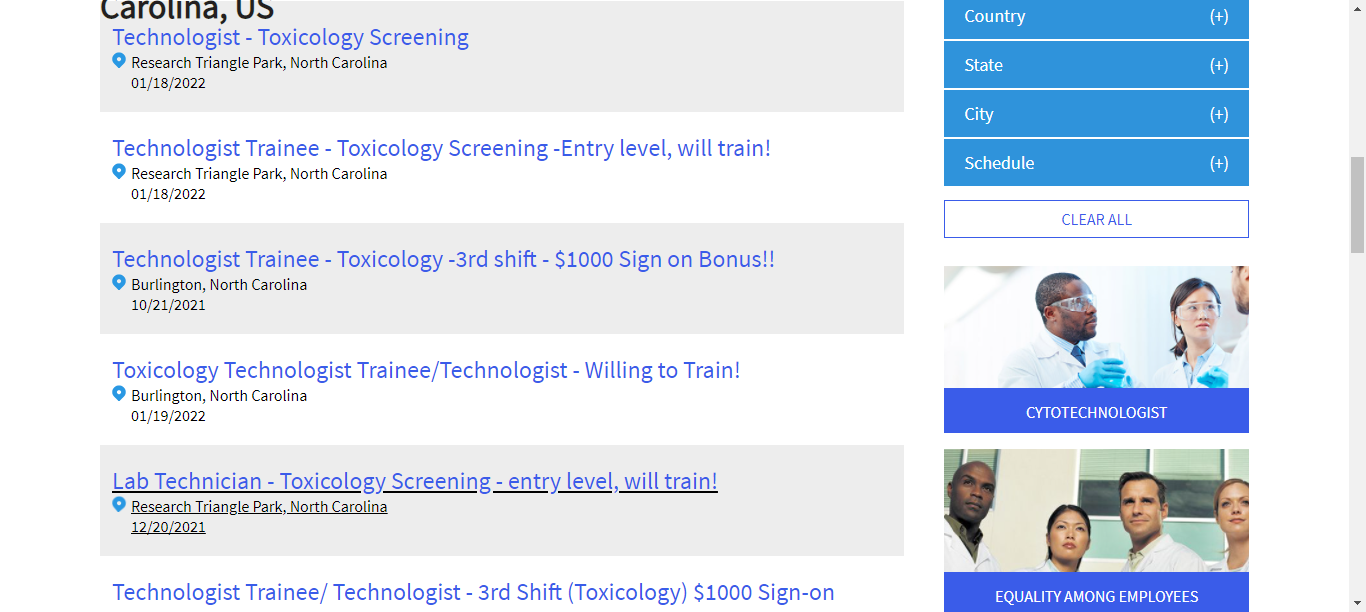 Carolina, US
Technologist - Toxicology Screening
Research Triangle Park, North Carolina
01/18/2022
Technologist Trainee - Toxicology Screening -Entry level, will train!
Research Triangle Park, North Carolina
01/18/2022
Technologist Trainee - Toxicology -3rd shift - $1000 Sign on Bonus!!
Burlington, North Carolina
10/21/2021
Toxicology Technologist Trainee/Technologist - Willing to Train!
Burlington, North Carolina
01/19/2022
Lab Technician - Toxicology Screening - entry level, will train!
Research Triangle Park, North Carolina
12/20/2021
Technologist Trainee/ Technologist - 3rd Shift (Toxicology) $1000 Sign-on
Country (+)
State (+)
City (+)
Schedule (+)
CLEAR ALL
CYTOTECHNOLOGIST
EQUALITY AMONG EMPLOYEES